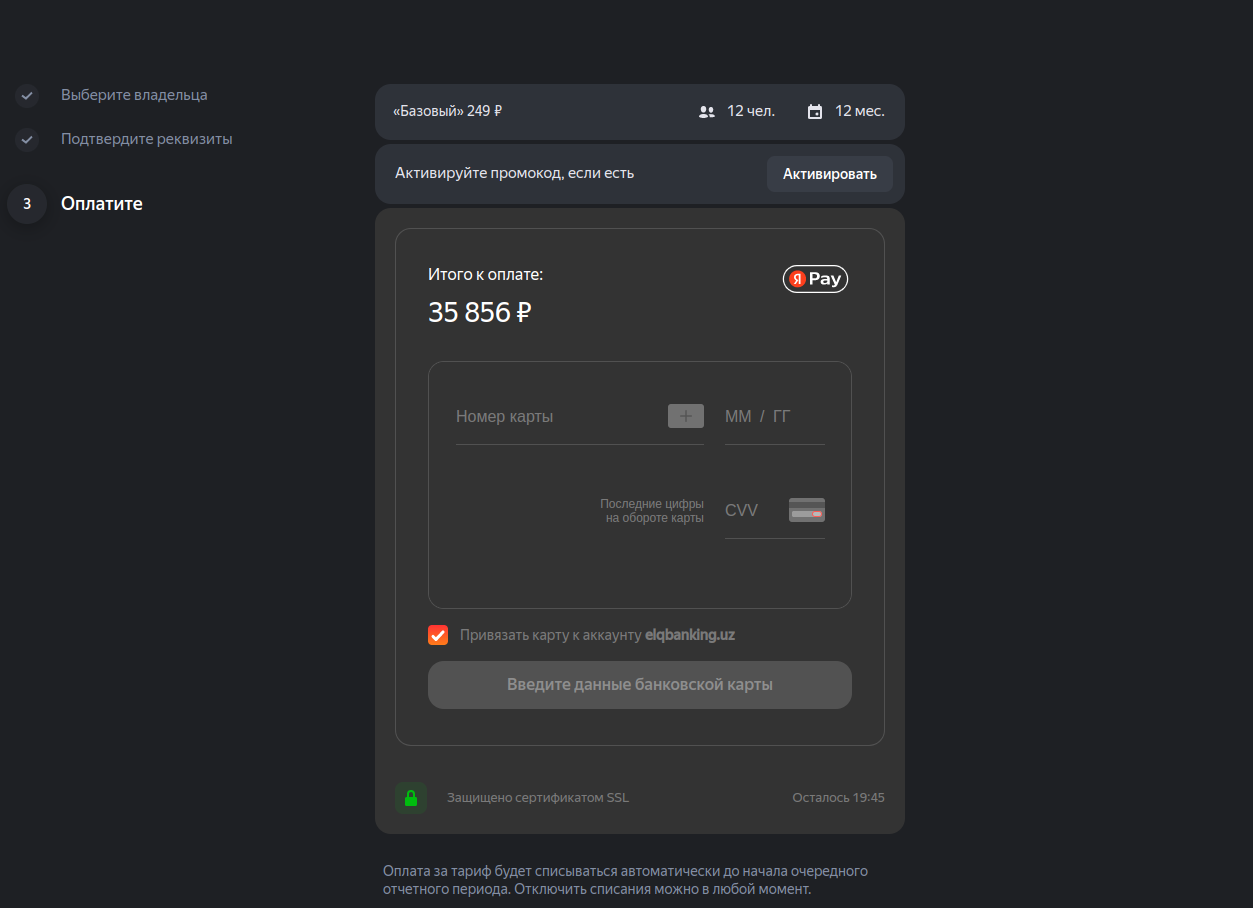 Выберите владельца
Подтвердите реквизиты
3 Оплатите
«Базовый» 249 ₽ 12 чел. 12 мес.
Активируйте промокод, если есть Активировать
Итого к оплате:
Я Pay
35 856 ₽
Номер карты ММ / ГГ
Последние цифры
на обороте карты
CVV
Привязать карту к аккаунту elqbanking.uz
Введите данные банковской карты
Защищено сертификатом SSL Осталось 19:45
Оплата за тариф будет списываться автоматически до начала очередного
отчетного периода. Отключить списания можно в любой момент.